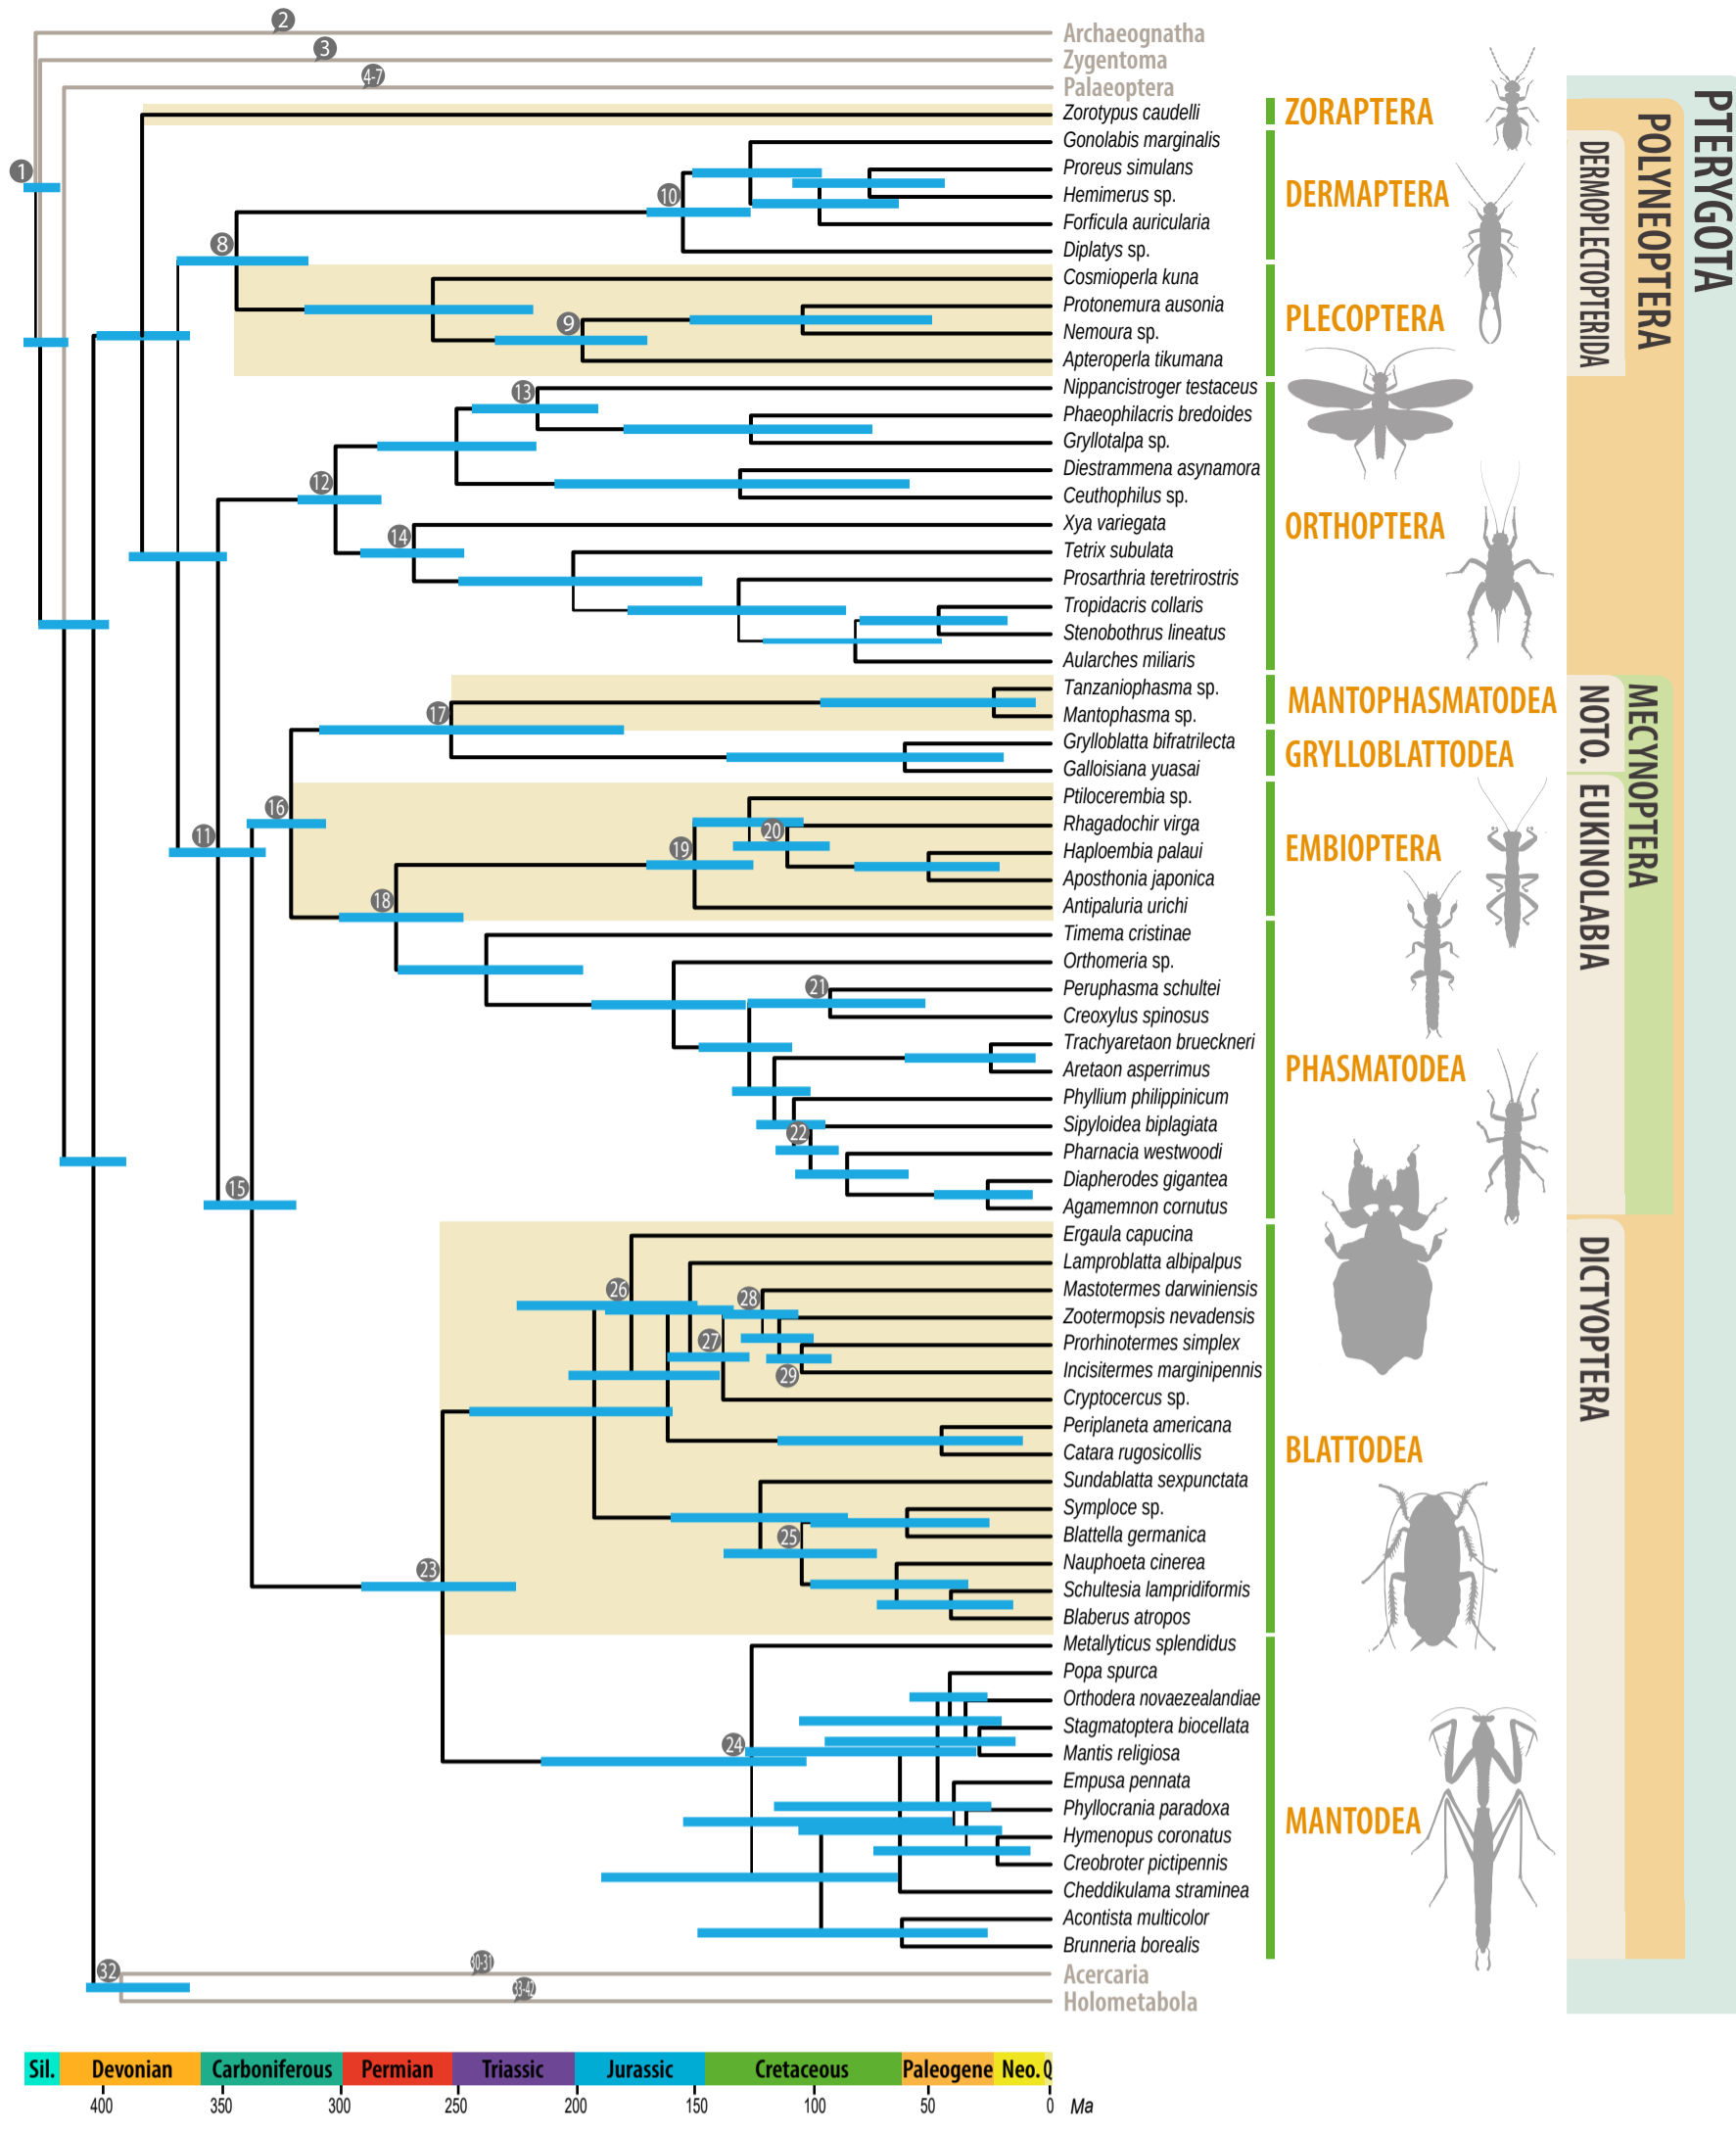 2
Archaeognatha
3
Zygentoma
4-7
Palaeoptera
1
Zorotypus caudelli
ZORAPTERA
Gonolabis marginalis
Proreus simulans
10
Hemimerus sp.
DERMAPTERA
Forficula auricularia
8
Diplatys sp.
Cosmioperla kuna
Protonemura ausonia
PLECOPTERA
9
Nemoura sp.
Apteroperla tikumana
13
Nippancistroger testaceus
Phaeophilacris bredoides
Gryllotalpa sp.
12
Diestrammena asynamora
Ceuthophilus sp.
ORTHOPTERA
14
Xya variegata
Tetrix subulata
Prosarthria teretrirostris
Tropidacris collaris
Stenobothrus lineatus
Aularches miliaris
17
Tanzaniophasma sp.
MANTOPHASMATODEA
Mantophasma sp.
Grylloblatta bifratrilecta
GRYLLOBLATTODEA
Galloisiana yuasai
16
Ptilocerembia sp.
11
20
Rhagadochir virga
19
Haploembia palaui
EMBIOPTERA
Aposthonia japonica
18
Antipaluria urichi
Timema cristinae
Orthomeria sp.
21
Peruphasma schultei
Creoxylus spinosus
Trachyaretaon brueckneri
Aretaon asperrimus
PHASMATODEA
Phyllium philippinicum
22
Sipyloidea biplagiata
Pharnacia westwoodi
15
Diapherodes gigantea
Agamemnon cornutus
Ergaula capucina
Lamproblatta albipalpus
26
28
Mastotermes darwiniensis
Zootermopsis nevadensis
27
Prorhinotermes simplex
29
Incisitermes marginipennis
Cryptocercus sp.
Periplaneta americana
BLATTODEA
Catara rugosicollis
Sundablatta sexpunctata
Symploce sp.
25
Blattella germanica
23
Nauphoeta cinerea
Schultesia lampridiformis
Blaberus atropos
Metallyticus splendidus
Popa spurca
Orthodera novaezealandiae
24
Stagmatoptera biocellata
Mantis religiosa
Empusa pennata
Phyllocrania paradoxa
MANTODEA
Hymenopus coronatus
Creobroter pictipennis
Cheddikulama straminea
Acontista multicolor
Brunneria borealis
32
30-31
Acercaria
33-42
Holometabola
PTERYGOTA
POLYNEOPTERA
DERMOPLECTOPTERIDA
NOTO.
MECYNOPTERA
EUKINOLABIA
DICTYOPTERA
Sil. Devonian Carboniferous Permian Triassic Jurassic Cretaceous Paleogene Neo. Q
400 350 300 250 200 150 100 50 0 Ma